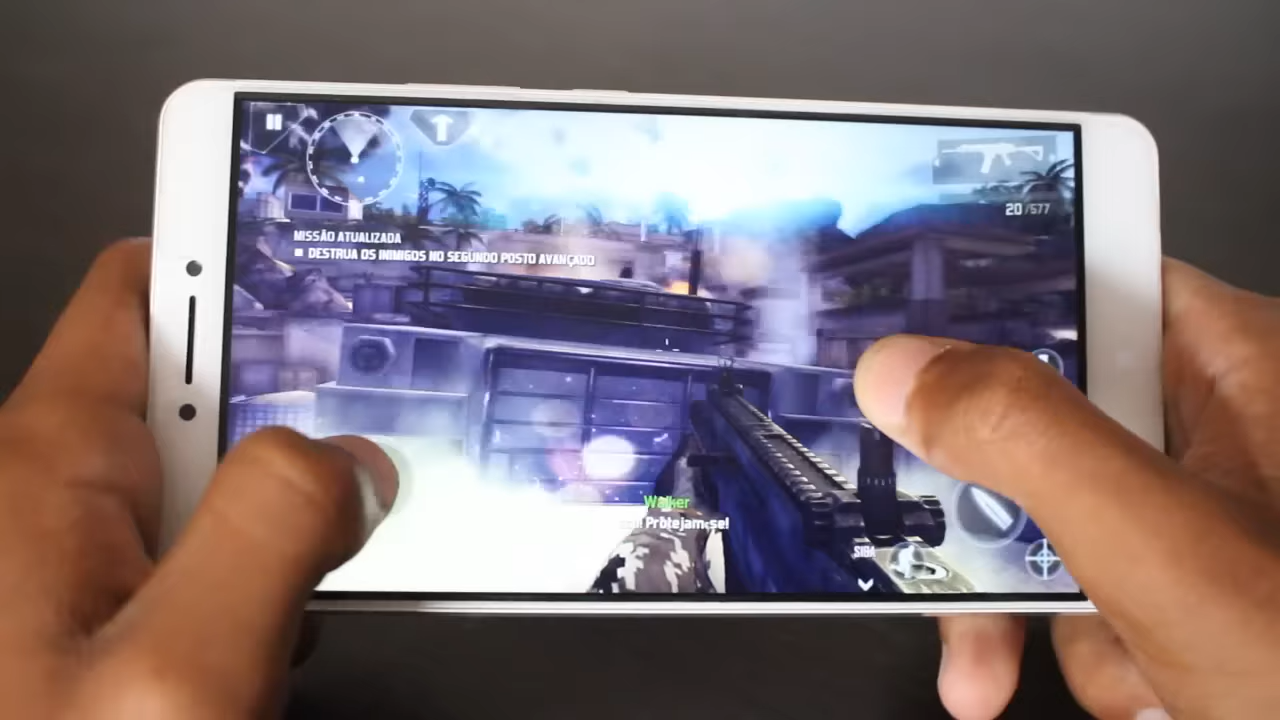 20/577
MISSÃO ATUALIZADA
DESTRUA OS INIMIGOS NO SEGUNDO POSTO AVANÇADO
Walker
Protejam-se!